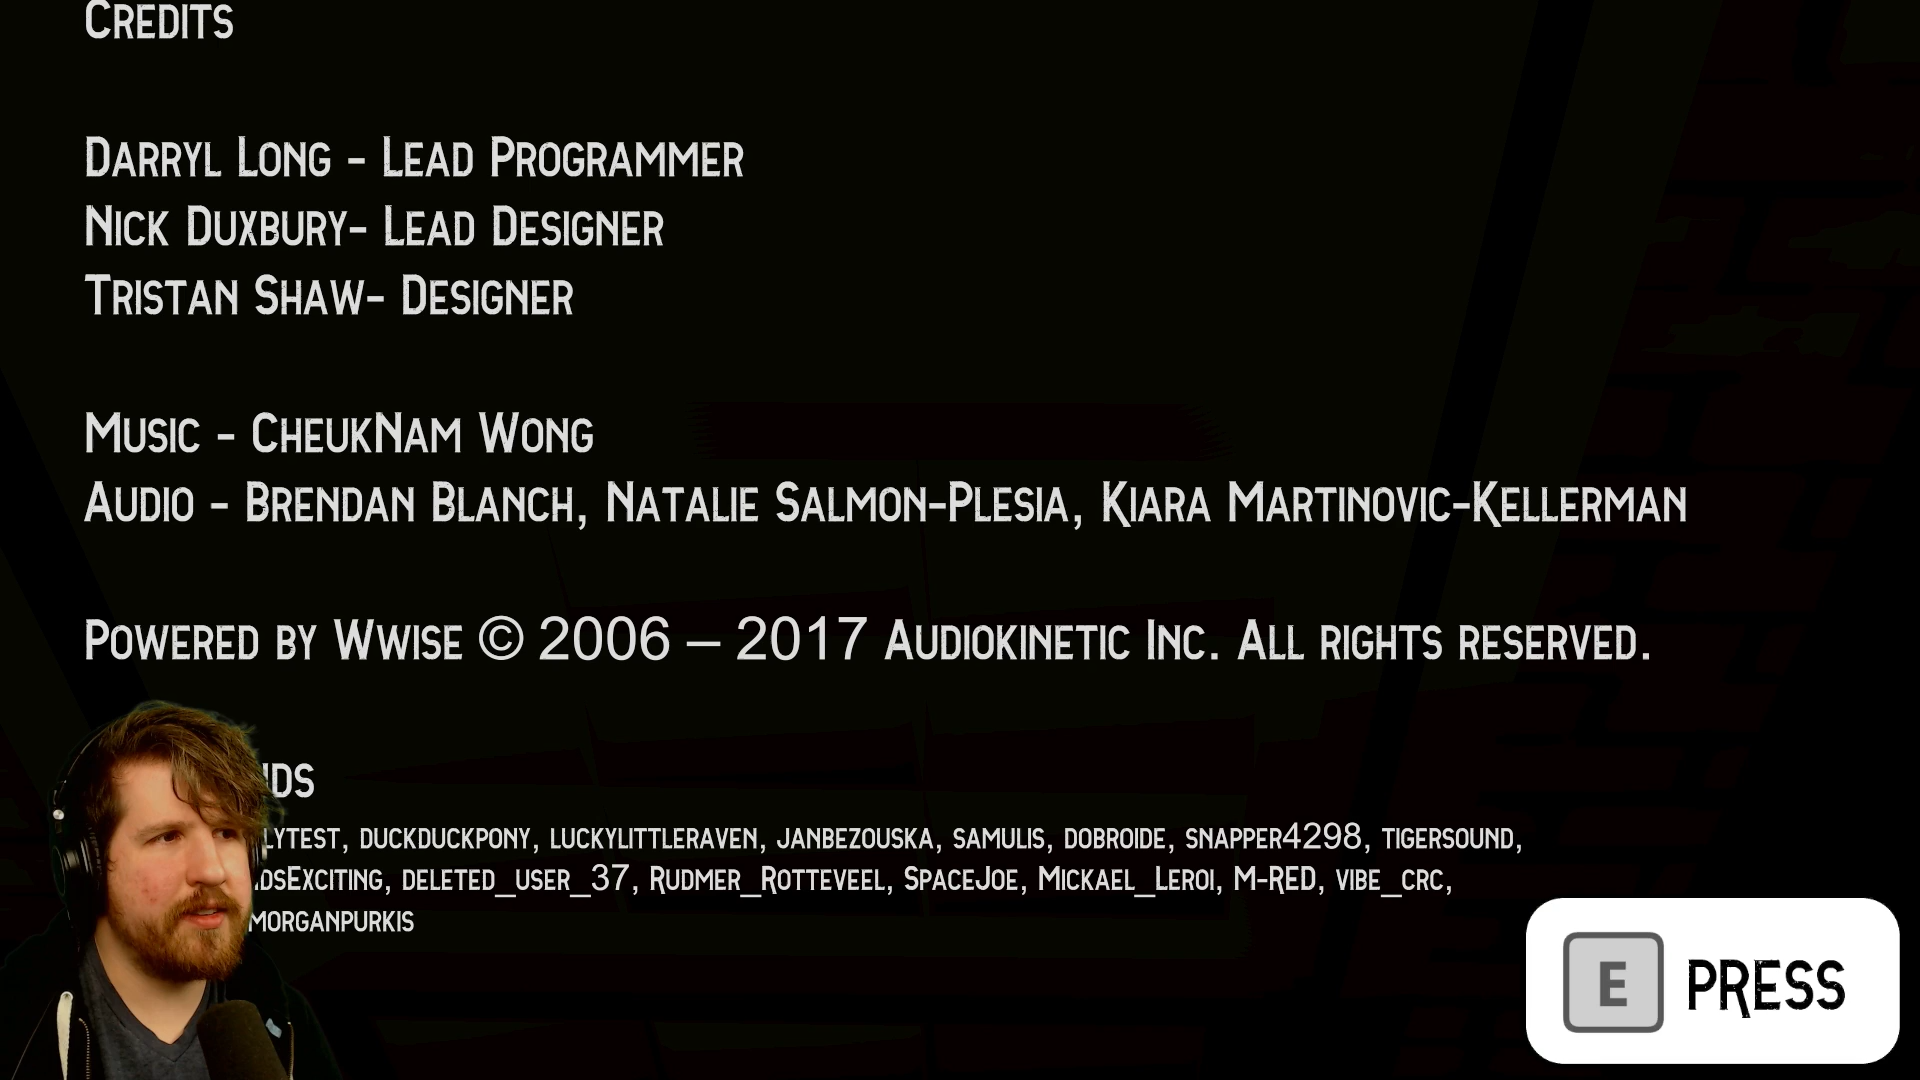 Credits
Darryl Long - Lead Programmer
Nick Duxbury- Lead Designer
Tristan Shaw- Designer
Music - CheukNam Wong
Audio - Brendan Blanch, Natalie Salmon-Plesia, Kiara Martinovic-Kellerman
Powered by Wwise © 2006 – 2017 Audiokinetic Inc. All rights reserved.
duckduckpony, luckylittleraven, janbezouska, samulis, dobroide, snapper4298, tigersound,
deleted_user_37, Rudmer_Rotteveel, SpaceJoe, Mickael_Leroi, M-RED, vibe_crc,
morganpurkis
E PRESS